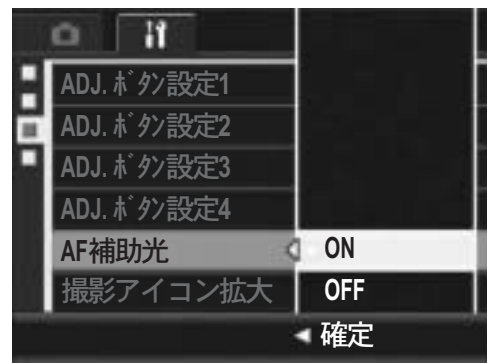 ADJ. ﾎﾞﾀﾝ設定1
ADJ. ﾎﾞﾀﾝ設定2
ADJ. ﾎﾞﾀﾝ設定3
ADJ. ﾎﾞﾀﾝ設定4
AF補助光 ON
撮影アイコン拡大 OFF
確定